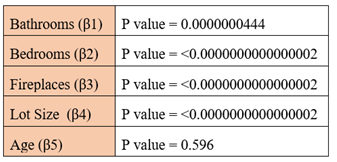 Bathrooms (β1) P value = 0.0000000444
Bedrooms (β2) P value = <0.0000000000000002
Fireplaces (β3) P value = <0.0000000000000002
Lot Size (β4) P value = <0.0000000000000002
Age (β5) P value = 0.596